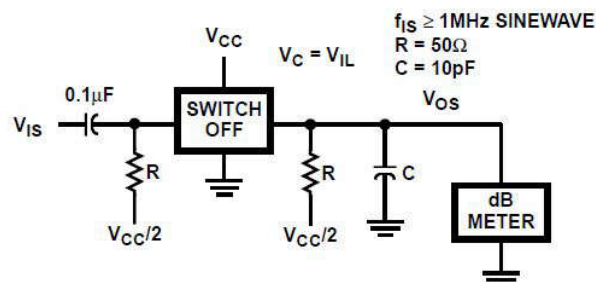 f_IS ≥ 1MHz SINEWAVE
R = 50Ω
C = 10pF
V_CC
V_C = V_IL
0.1μF
V_IS
SWITCH
OFF
V_OS
R
R
C
V_CC/2
V_CC/2
dB
METER